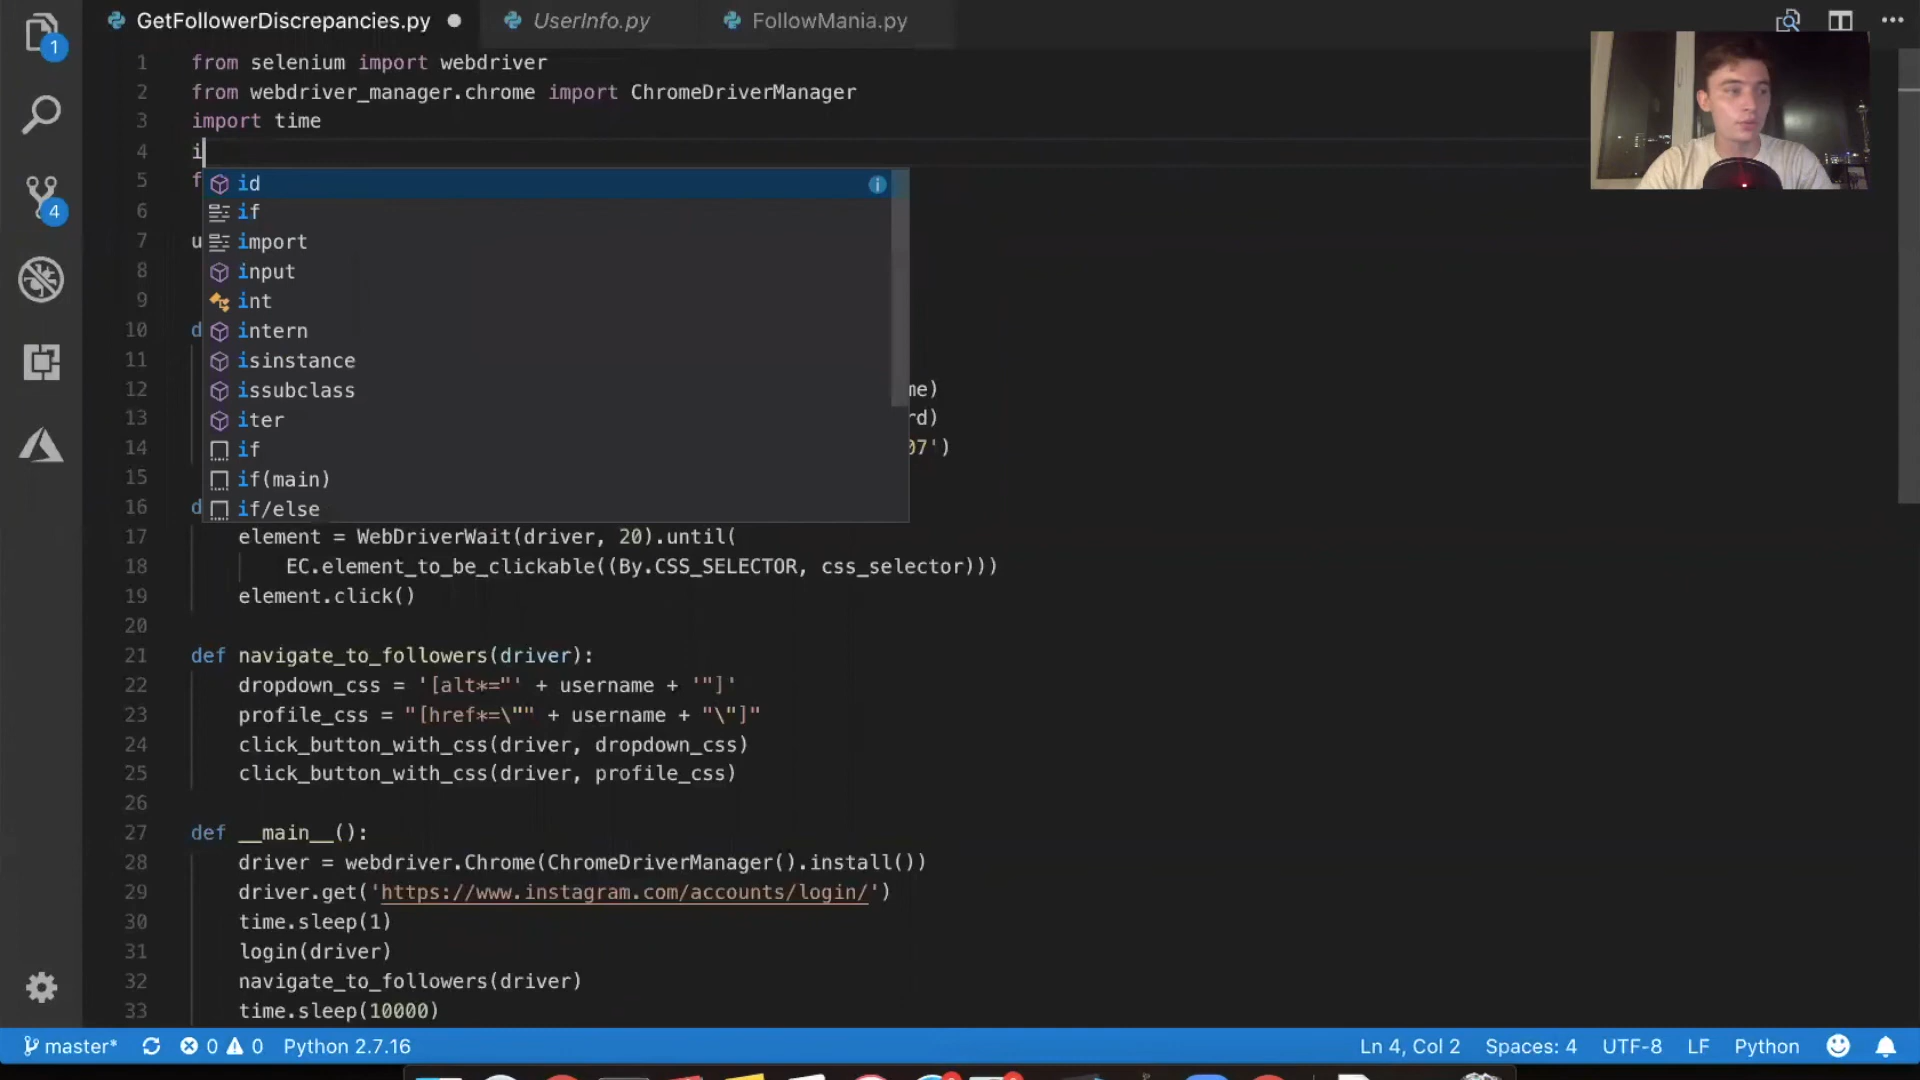 GetFollowerDiscrepancies.py UserInfo.py FollowMania.py
1
1 from selenium import webdriver
2 from webdriver_manager.chrome import ChromeDriverManager
3 import time
4 i
5 f
id
6
if
7 u
import
8
input
9
int
10 d
intern
11
isinstance
12 me)
issubclass
13 rd)
iter
14 07')
if
15
if(main)
16 d
if/else
4
17 element = WebDriverWait(driver, 20).until(
18 EC.element_to_be_clickable((By.CSS_SELECTOR, css_selector)))
19 element.click()
20
21 def navigate_to_followers(driver):
22 dropdown_css = '[alt*="' + username + '"]'
23 profile_css = "[href*=\"" + username + "\"]"
24 click_button_with_css(driver, dropdown_css)
25 click_button_with_css(driver, profile_css)
26
27 def __main__():
28 driver = webdriver.Chrome(ChromeDriverManager().install())
29 driver.get('https://www.instagram.com/accounts/login/')
30 time.sleep(1)
31 login(driver)
32 navigate_to_followers(driver)
33 time.sleep(10000)
master* 0 0 Python 2.7.16 Ln 4, Col 2 Spaces: 4 UTF-8 LF Python